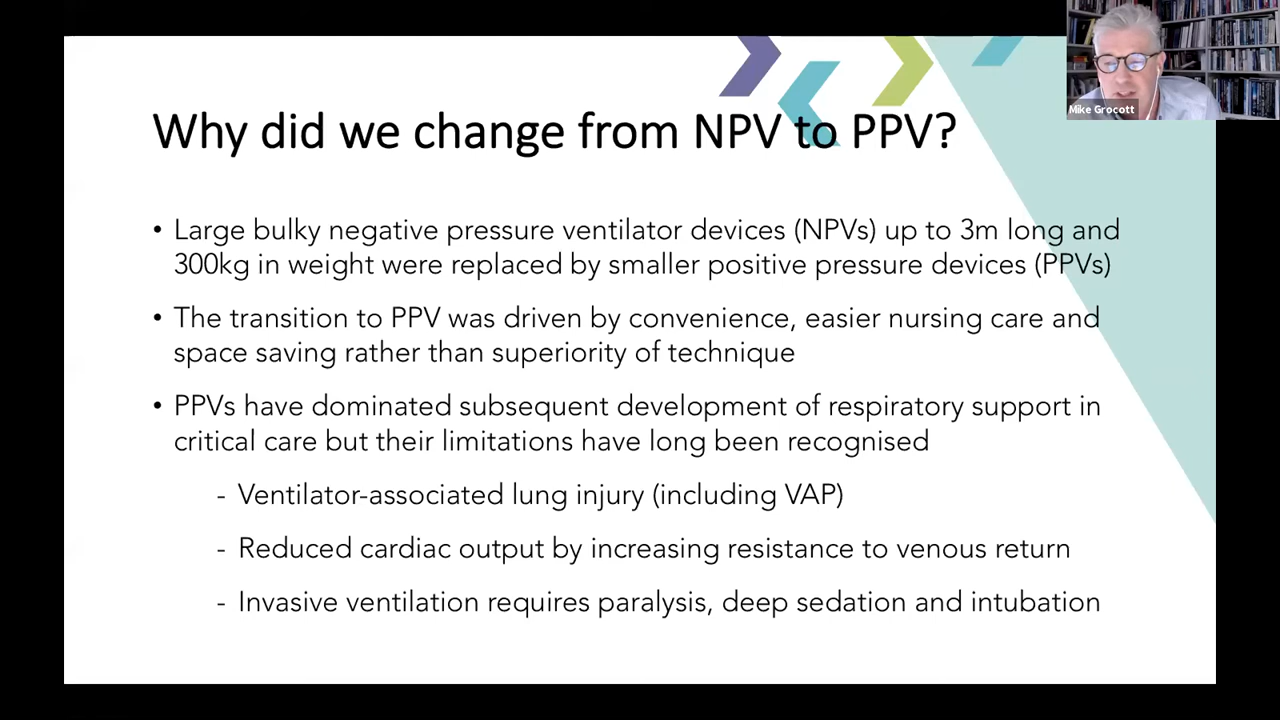 Mike Grocott
Why did we change from NPV to PPV?
• Large bulky negative pressure ventilator devices (NPVs) up to 3m long and
300kg in weight were replaced by smaller positive pressure devices (PPVs)
• The transition to PPV was driven by convenience, easier nursing care and
space saving rather than superiority of technique
• PPVs have dominated subsequent development of respiratory support in
critical care but their limitations have long been recognised
- Ventilator-associated lung injury (including VAP)
- Reduced cardiac output by increasing resistance to venous return
- Invasive ventilation requires paralysis, deep sedation and intubation